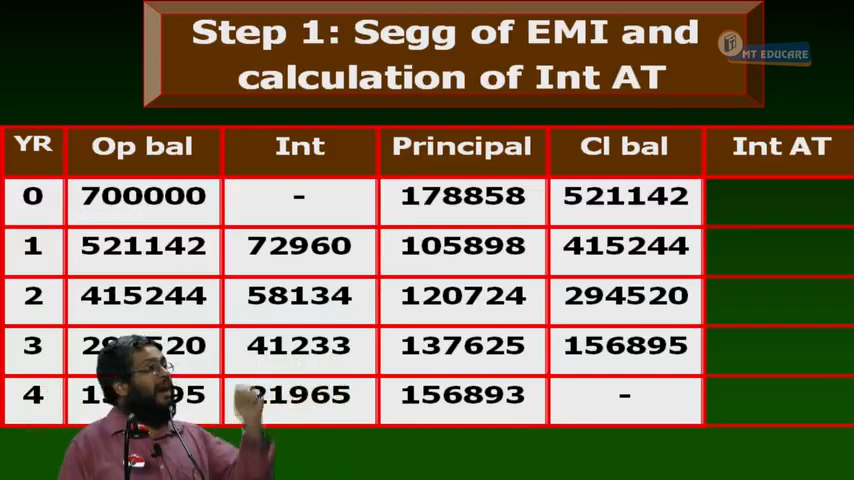 Step 1: Segg of EMI and
calculation of Int AT
MT EDUCARE
YR Op bal Int Principal Cl bal Int AT
0 700000 - 178858 521142
1 521142 72960 105898 415244
2 415244 58134 120724 294520
3 41233 137625 156895
4 21965 156893 -